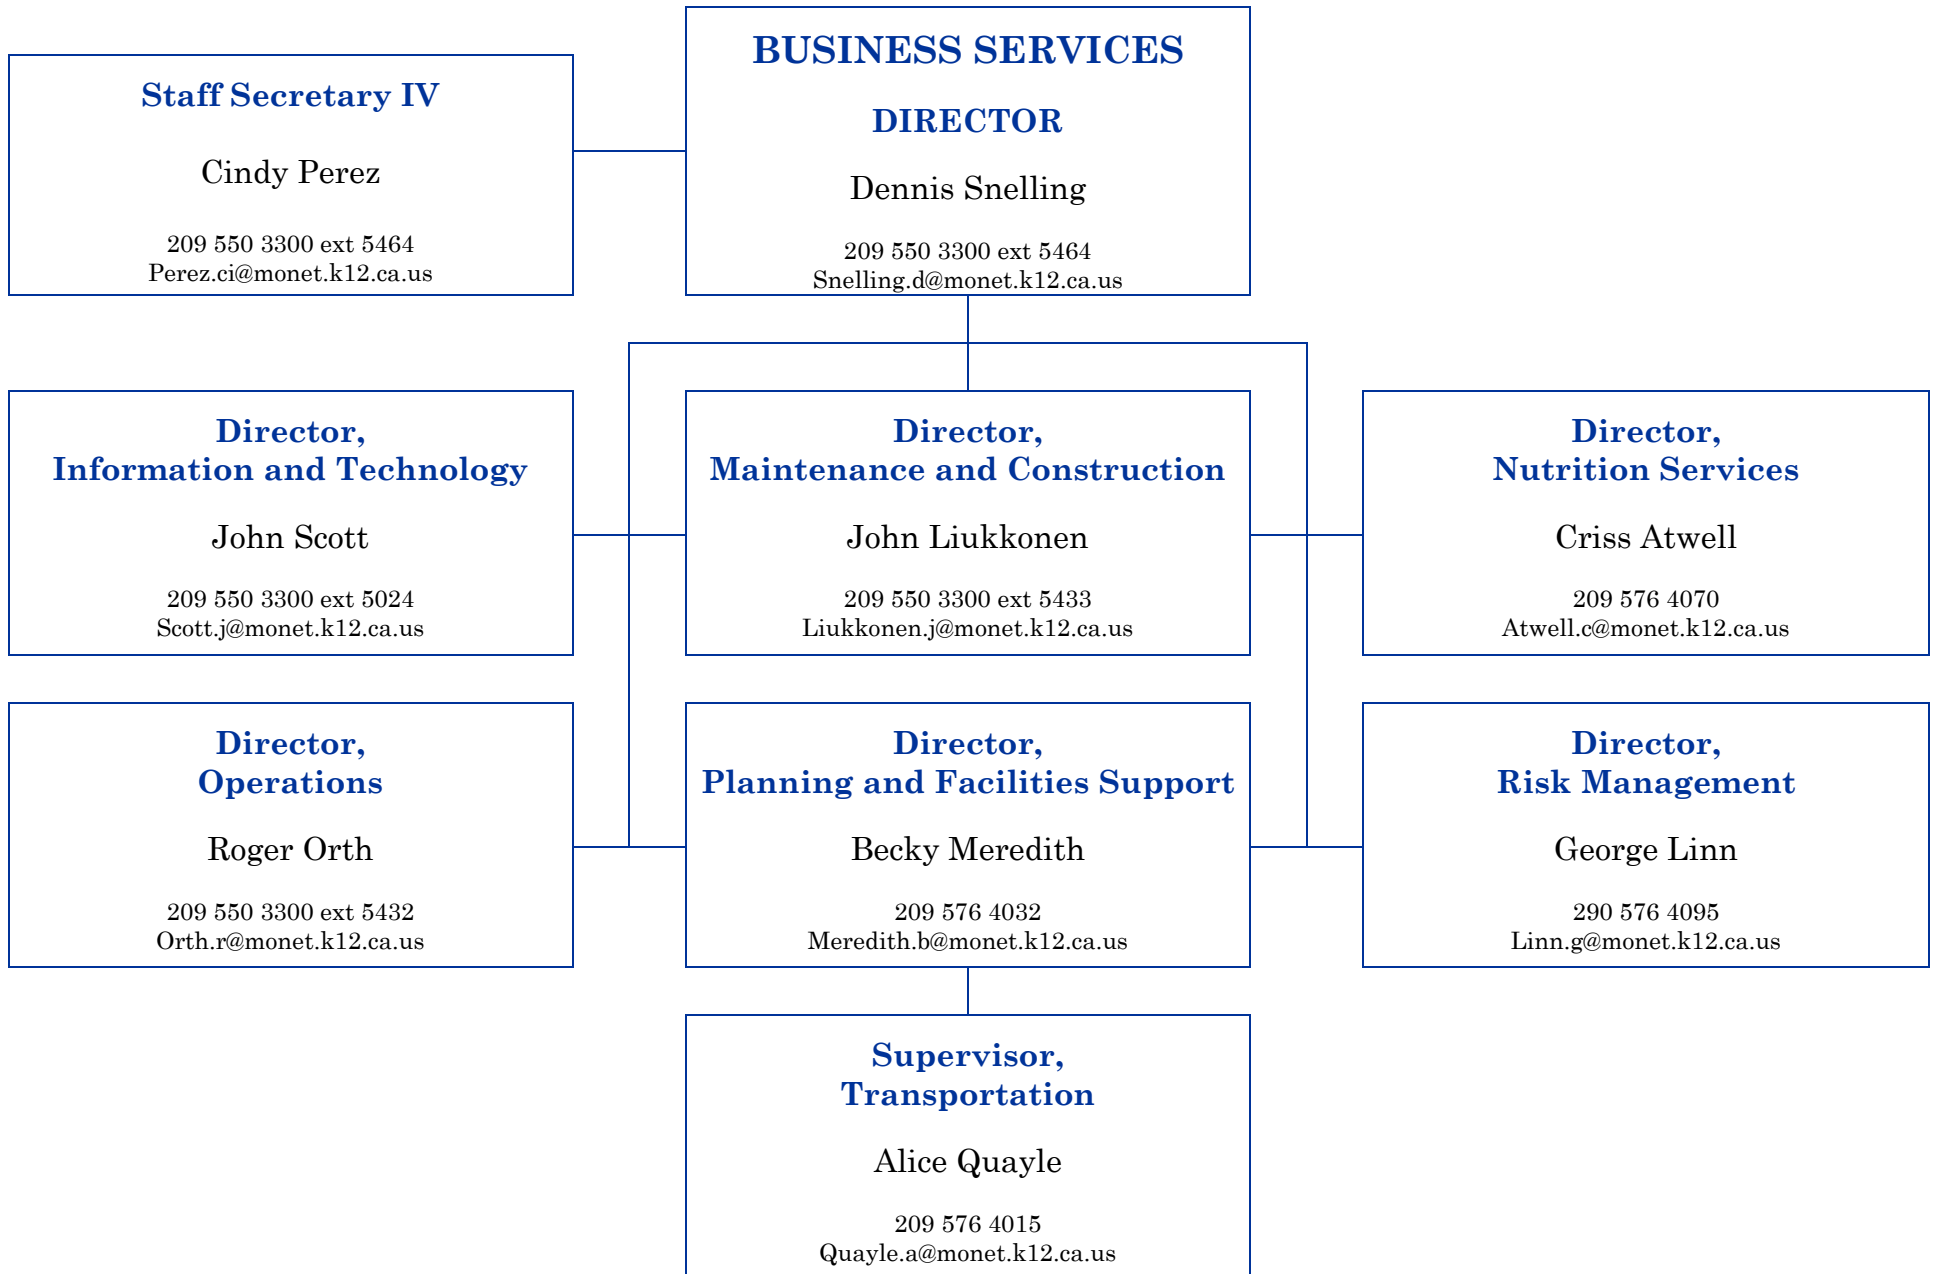 Staff Secretary IV
Cindy Perez
209 550 3300 ext 5464
Perez.ci@monet.k12.ca.us
BUSINESS SERVICES
DIRECTOR
Dennis Snelling
209 550 3300 ext 5464
Snelling.d@monet.k12.ca.us
Director,
Information and Technology
John Scott
209 550 3300 ext 5024
Scott.j@monet.k12.ca.us
Director,
Maintenance and Construction
John Liukkonen
209 550 3300 ext 5433
Liukkonen.j@monet.k12.ca.us
Director,
Nutrition Services
Criss Atwell
209 576 4070
Atwell.c@monet.k12.ca.us
Director,
Operations
Roger Orth
209 550 3300 ext 5432
Orth.r@monet.k12.ca.us
Director,
Planning and Facilities Support
Becky Meredith
209 576 4032
Meredith.b@monet.k12.ca.us
Director,
Risk Management
George Linn
290 576 4095
Linn.g@monet.k12.ca.us
Supervisor,
Transportation
Alice Quayle
209 576 4015
Quayle.a@monet.k12.ca.us